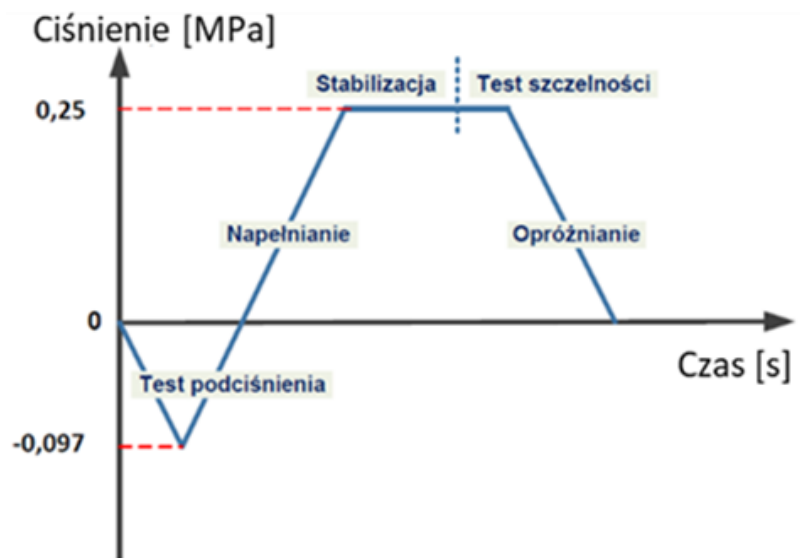 Ciśnienie [MPa]
Stabilizacja
Test szczelności
0,25
Napełnianie
Opróżnianie
0
Czas [s]
Test podciśnienia
-0,097